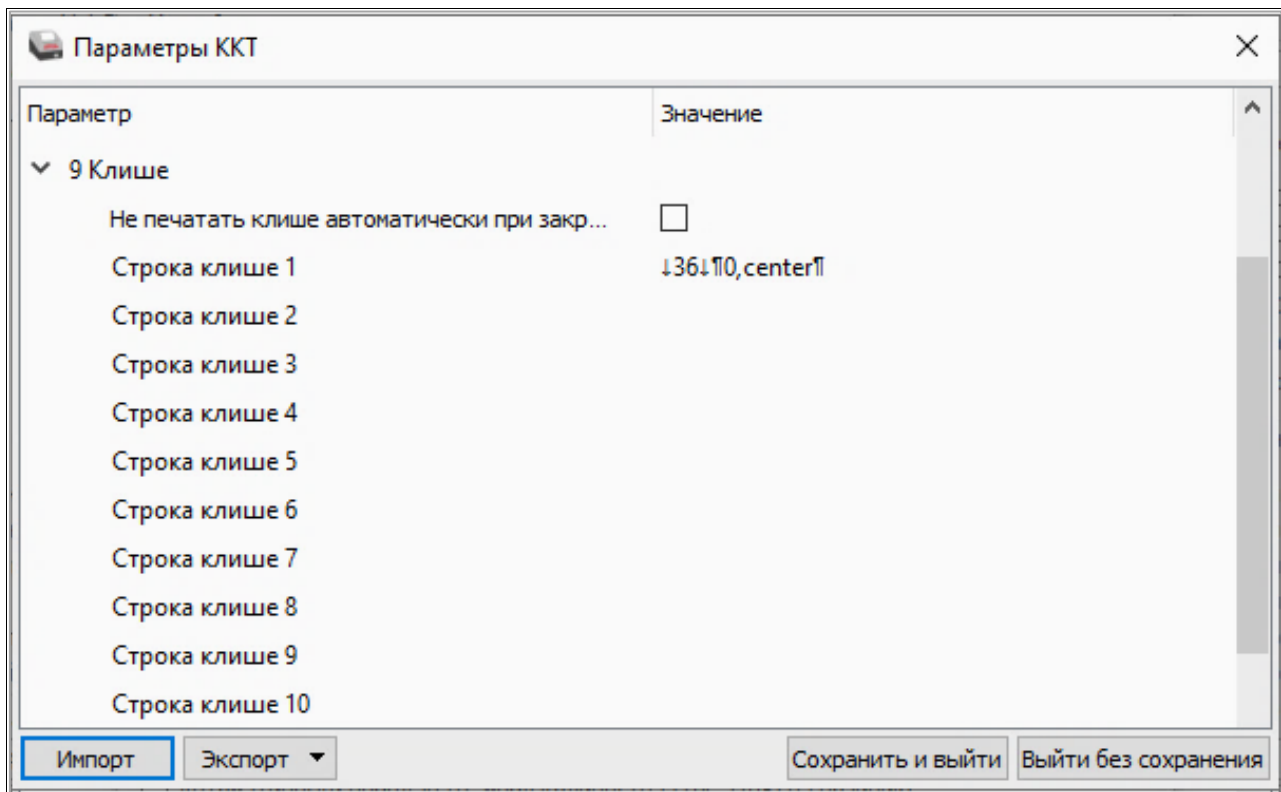 Параметры ККТ
Параметр Значение
9 Клише
Не печатать клише автоматически при закр...
Строка клише 1 ↓36↓¶0,center¶
Строка клише 2
Строка клише 3
Строка клише 4
Строка клише 5
Строка клише 6
Строка клише 7
Строка клише 8
Строка клише 9
Строка клише 10
Импорт Экспорт Сохранить и выйти Выйти без сохранения